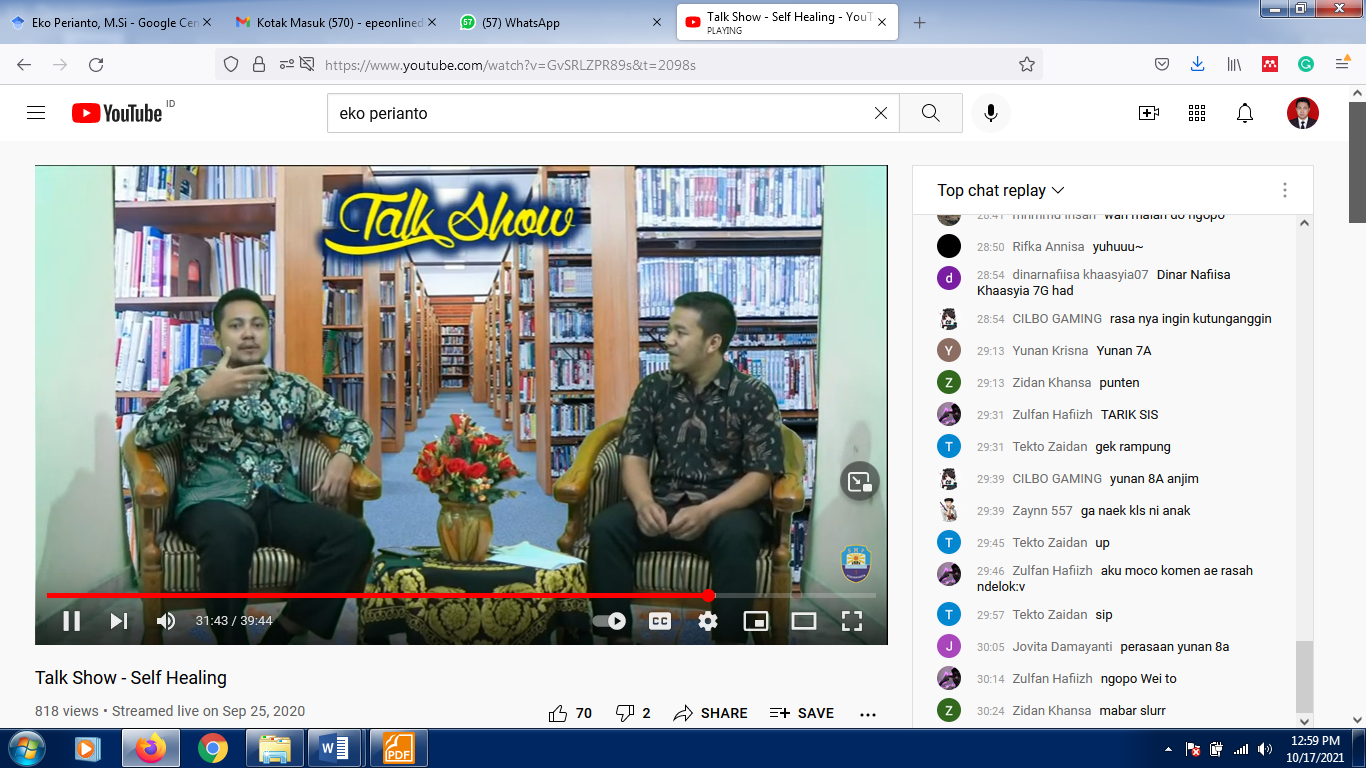 Eko Perianto, M.Si - Google Cen
Kotak Masuk (570) - epeonlined
57
(57) WhatsApp
Talk Show - Self Healing - YouT
PLAYING
https://www.youtube.com/watch?v=GvSRLZPR89s&t=2098s
YouTube ID
eko perianto
Talk Show
SMP
31:43 / 39:44
CC
Talk Show - Self Healing
818 views • Streamed live on Sep 25, 2020
70
2
SHARE
SAVE
Top chat replay
28:41
28:50 Rifka Annisa yuhuuu~
d 28:54 dinarnafiisa khaasyia07 Dinar Nafiisa
Khaasyia 7G had
28:54 CILBO GAMING rasa nya ingin kutunganggin
Y 29:13 Yunan Krisna Yunan 7A
Z 29:13 Zidan Khansa punten
29:31 Zulfan Hafiizh TARIK SIS
T 29:31 Tekto Zaidan gek rampung
29:39 CILBO GAMING yunan 8A anjim
29:39 Zaynn 557 ga naek kls ni anak
T 29:45 Tekto Zaidan up
29:46 Zulfan Hafiizh aku moco komen ae rasah
ndelok:v
T 29:57 Tekto Zaidan sip
J 30:05 Jovita Damayanti perasaan yunan 8a
30:14 Zulfan Hafiizh ngopo Wei to
Z 30:24 Zidan Khansa mabar slurr
W
PDF
12:59 PM
10/17/2021